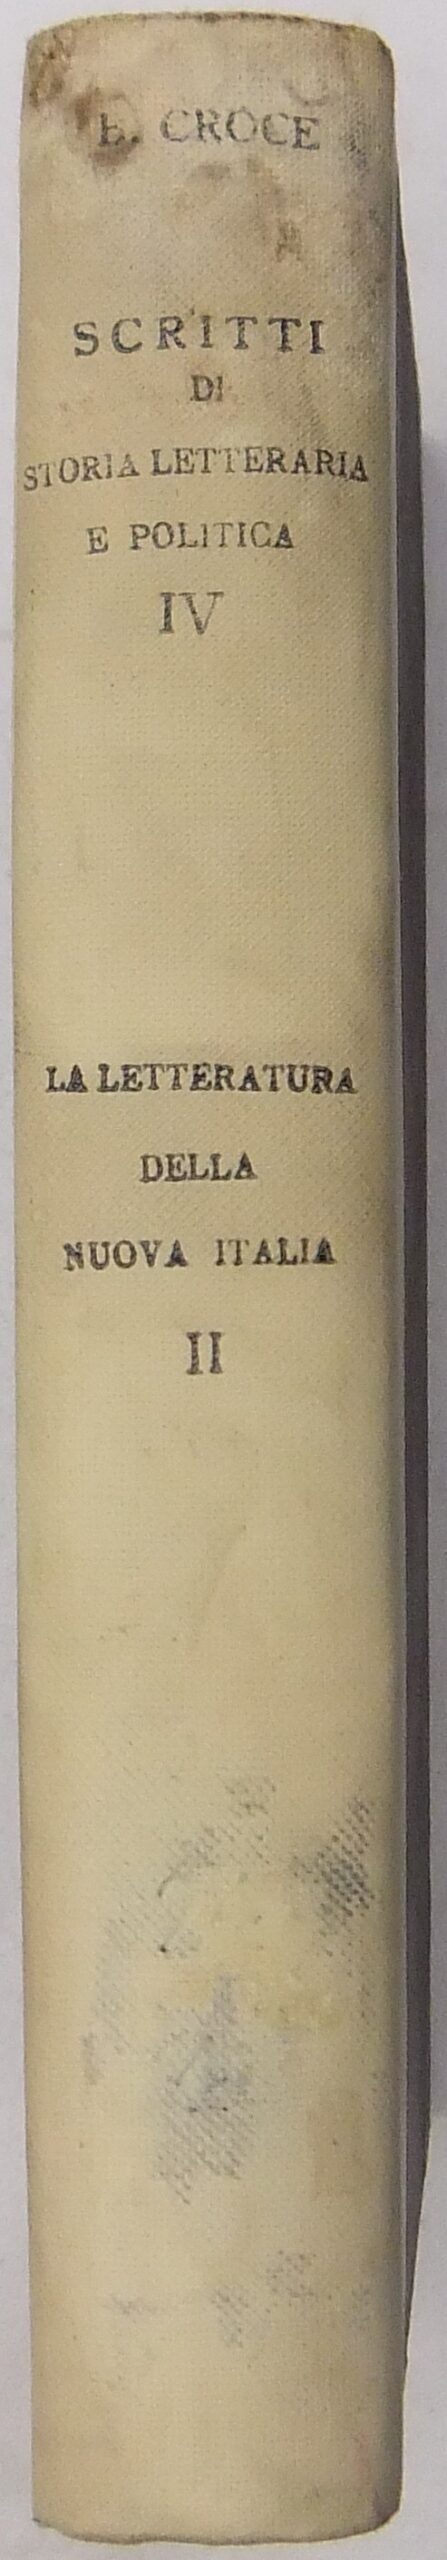 B. CROCE
SCRITTI
DI
STORIA LETTERARIA
E POLITICA
IV
LA LETTERATURA
DELLA
NUOVA ITALIA
II